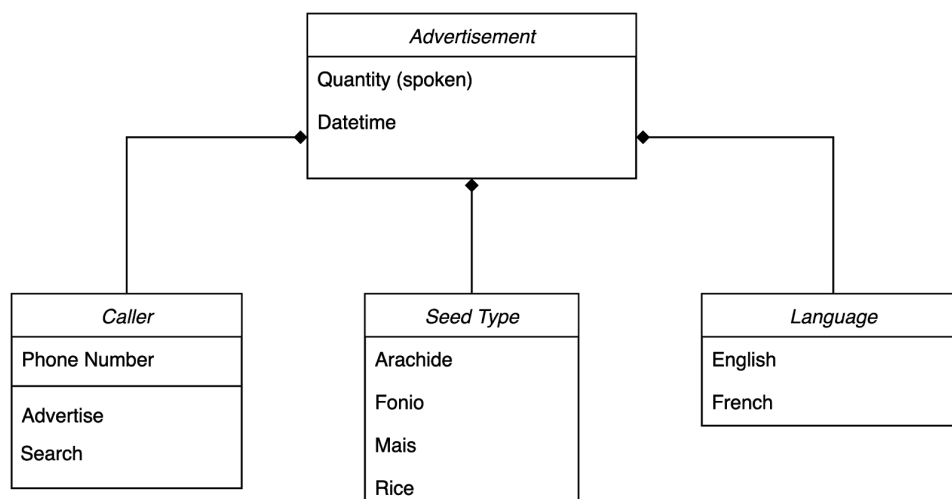 Advertisement
Quantity (spoken)
Datetime
Caller
Phone Number
Advertise
Search
Seed Type
Arachide
Fonio
Mais
Rice
Language
English
French